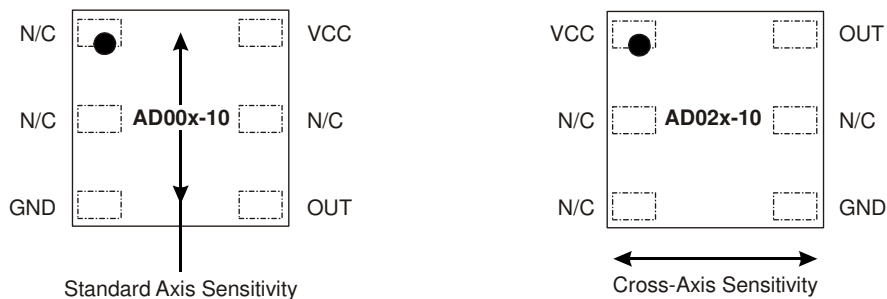 N/C
VCC
N/C
AD00x-10
N/C
GND
OUT
Standard Axis Sensitivity
VCC
OUT
N/C
AD02x-10
N/C
N/C
GND
Cross-Axis Sensitivity